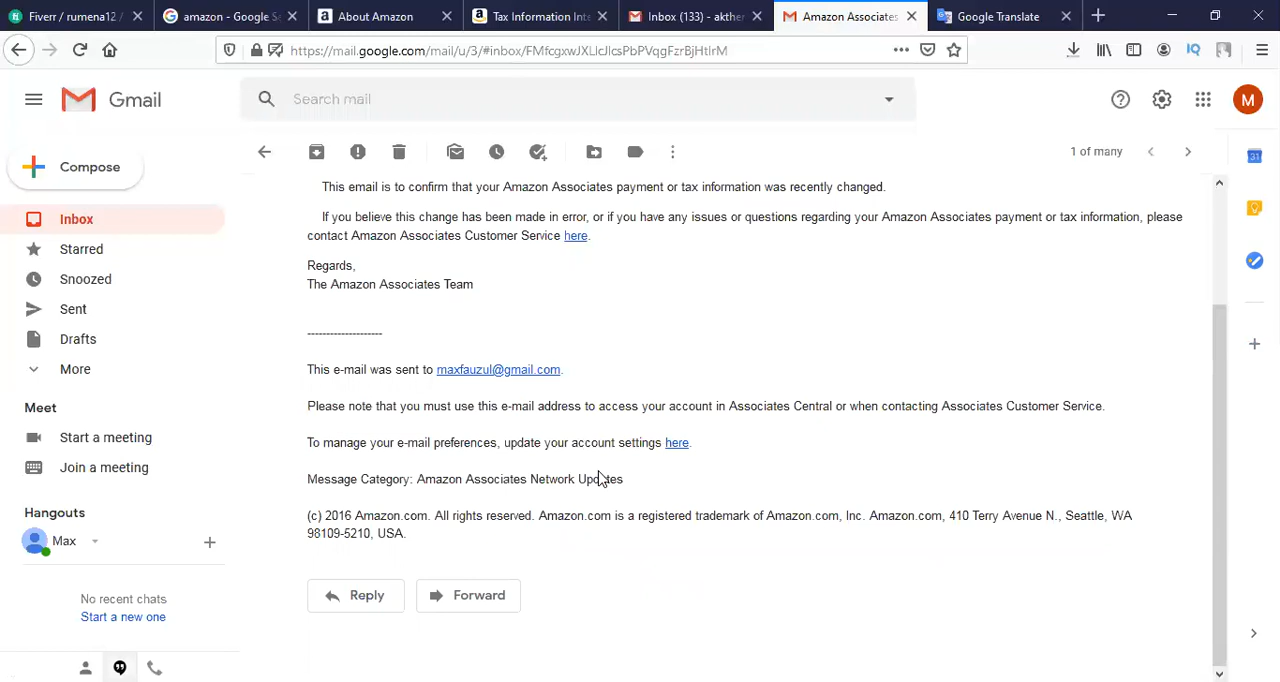 Fiverr / rumena12 /
amazon - Google S
About Amazon
Tax Information Int
Inbox (133) - akther
Amazon Associates
Google Translate
https://mail.google.com/mail/u/3/#inbox/FMfcgxwJXLlcJlcsPbPVqgFzrBjHtlrM
IQ
Gmail
Search mail
M
Compose
1 of many
31
This email is to confirm that your Amazon Associates payment or tax information was recently changed.
If you believe this change has been made in error, or if you have any issues or questions regarding your Amazon Associates payment or tax information, please
contact Amazon Associates Customer Service here.
Regards,
The Amazon Associates Team
--------------------
This e-mail was sent to maxfauzul@gmail.com.
Please note that you must use this e-mail address to access your account in Associates Central or when contacting Associates Customer Service.
To manage your e-mail preferences, update your account settings here.
Message Category: Amazon Associates Network Updates
(c) 2016 Amazon.com. All rights reserved. Amazon.com is a registered trademark of Amazon.com, Inc. Amazon.com, 410 Terry Avenue N., Seattle, WA
98109-5210, USA.
Reply
Forward
Inbox
Starred
Snoozed
Sent
Drafts
More
Meet
Start a meeting
Join a meeting
Hangouts
Max
No recent chats
Start a new one